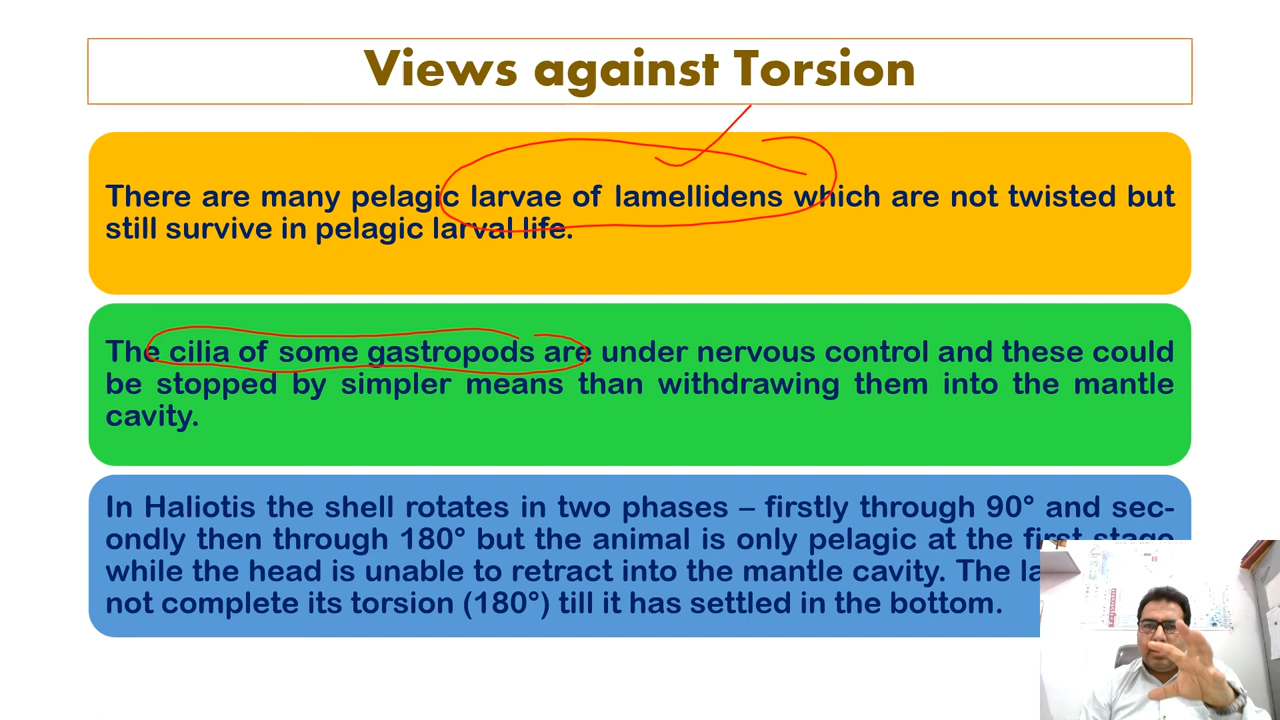 Views against Torsion
There are many pelagic larvae of lamellidens which are not twisted but
still survive in pelagic larval life.
The cilia of some gastropods are under nervous control and these could
be stopped by simpler means than withdrawing them into the mantle
cavity.
In Haliotis the shell rotates in two phases – firstly through 90° and sec-
ondly then through 180° but the animal is only pelagic at the first stage
while the head is unable to retract into the mantle cavity. The
not complete its torsion (180°) till it has settled in the bottom.